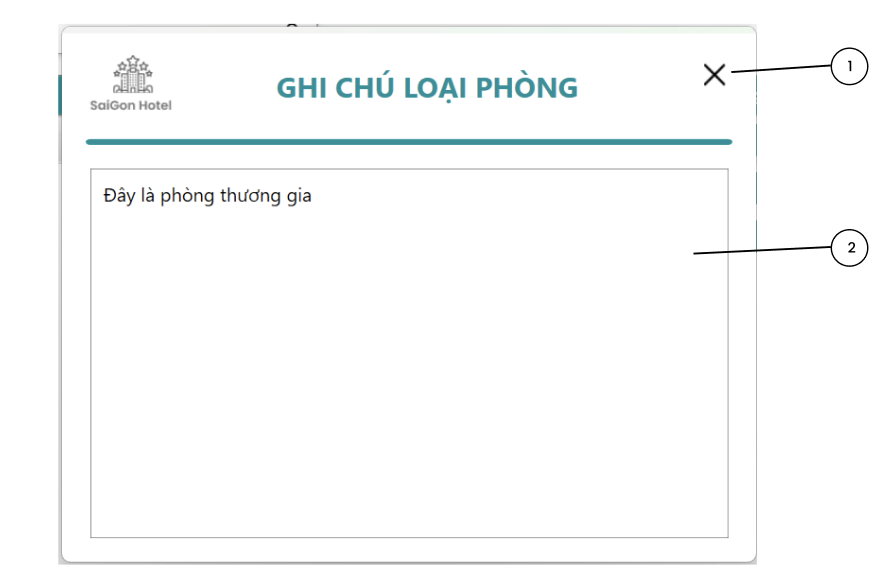 SaiGon Hotel
GHI CHÚ LOẠI PHÒNG
1
Đây là phòng thương gia
2